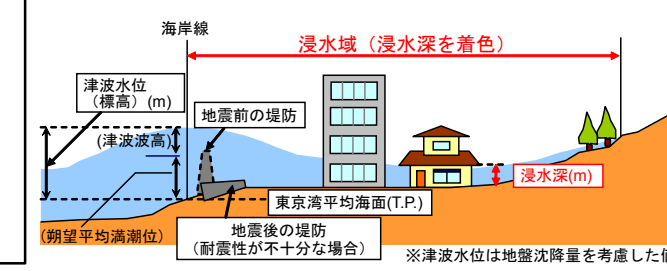 海岸線
浸水域（浸水深を着色）
津波水位
（標高）(m)
地震前の堤防
(津波波高)
浸水深(m)
東京湾平均海面(T.P.)
(朔望平均満潮位)
地震後の堤防
（耐震性が不十分な場合）
※津波水位は地盤沈降量を考慮した